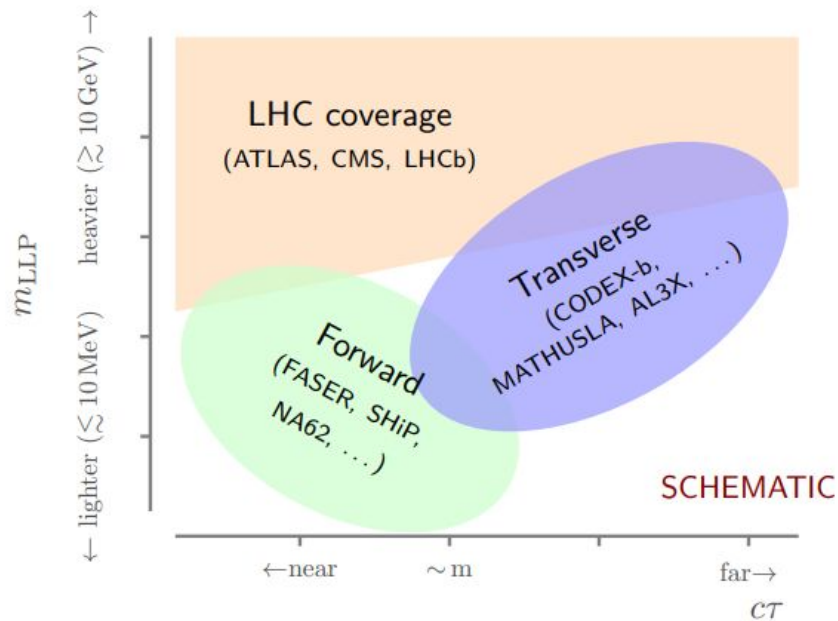 LHC coverage
(ATLAS, CMS, LHCb)
Transverse
(CODEX-b,
MATHUSLA, AL3X, ...)
Forward
(FASER, SHiP,
NA62, ...)
SCHEMATIC
m_LLP
← lighter (≲ 10 MeV) heavier (≳ 10 GeV) →
←near ∼ m far→
cτ